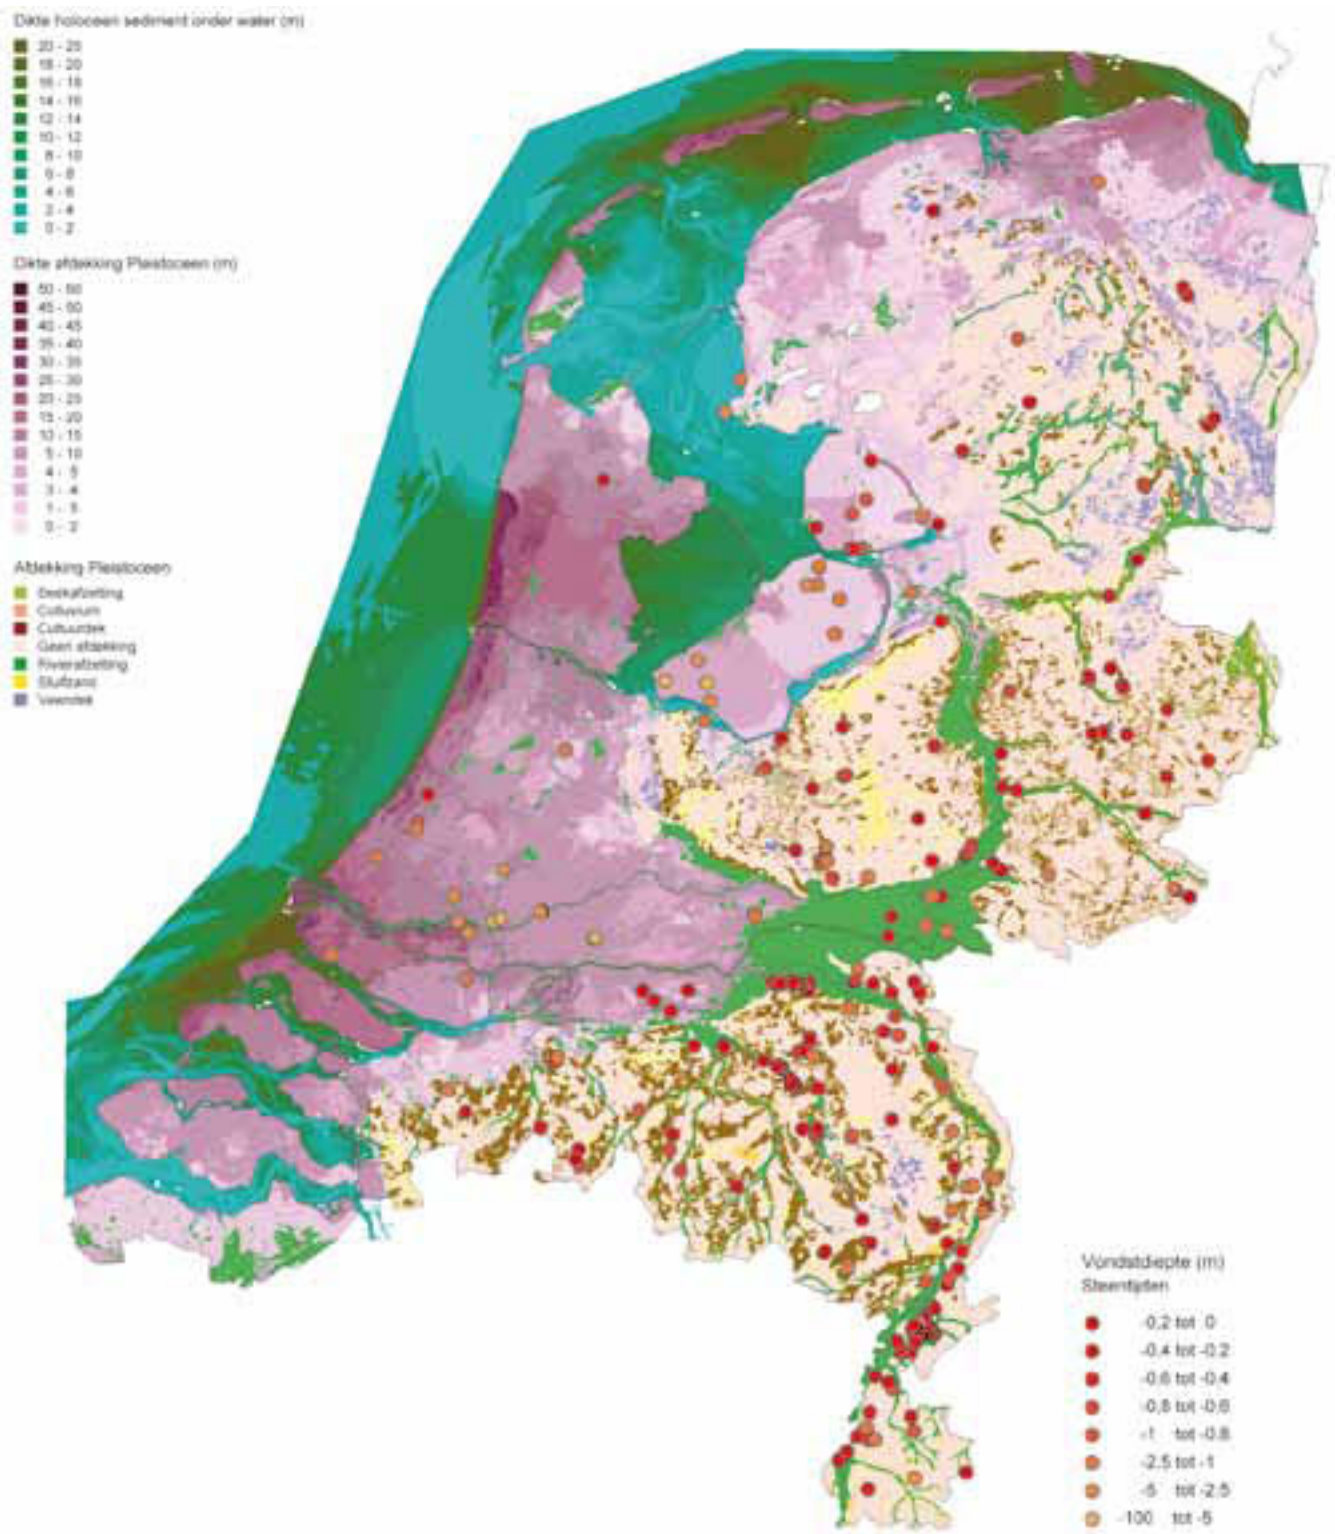 Dikte holoceen sediment onder water (m)
20 - 25
18 - 20
16 - 18
14 - 16
12 - 14
10 - 12
8 - 10
6 - 8
4 - 6
2 - 4
0 - 2
Dikte afdekking Pleistoceen (m)
50 - 60
45 - 50
40 - 45
35 - 40
30 - 35
25 - 30
20 - 25
15 - 20
10 - 15
5 - 10
4 - 5
3 - 4
1 - 3
0 - 2
Afdekking Pleistoceen
Beekafzetting
Colluvium
Cultuurdek
Geen afdekking
Rivierafzetting
Stuifzand
Veendek
Vondstdiepte (m)
Steentijden
-0.2 tot 0
-0.4 tot -0.2
-0.6 tot -0.4
-0.8 tot -0.6
-1 tot -0.8
-2.5 tot -1
-5 tot -2.5
-100 tot -5